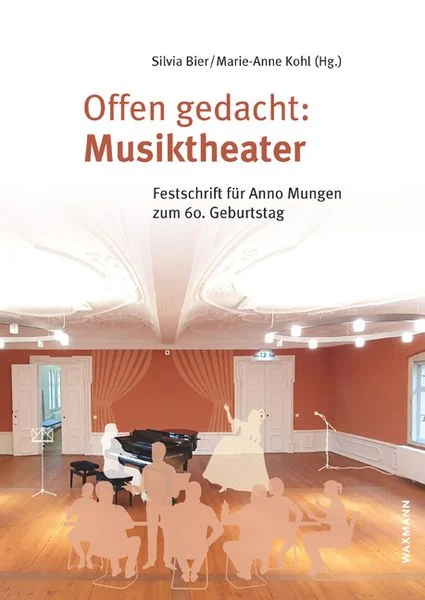 Silvia Bier/Marie-Anne Kohl (Hg.)
Offen gedacht:
Musiktheater
Festschrift für Anno Mungen
zum 60. Geburtstag
WAXMANN